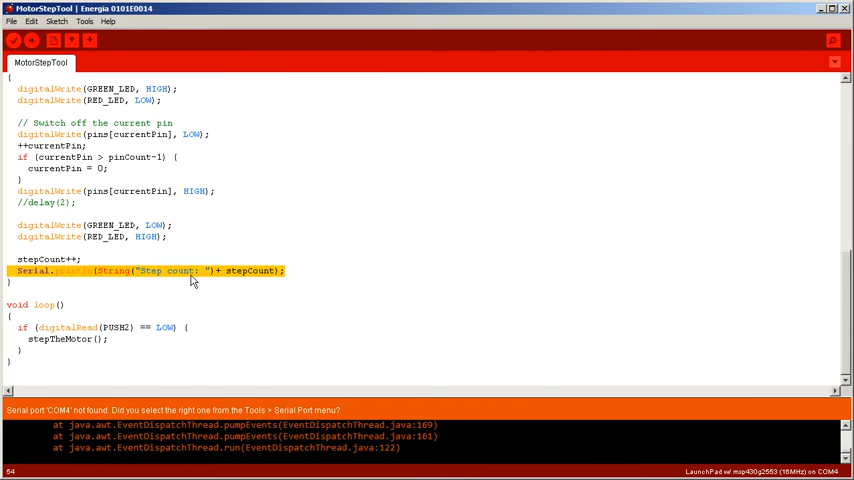 MotorStepTool | Energia 0101E0014
File Edit Sketch Tools Help
MotorStepTool
{
digitalWrite(GREEN_LED, HIGH);
digitalWrite(RED_LED, LOW);
// Switch off the current pin
digitalWrite(pins[currentPin], LOW);
++currentPin;
if (currentPin > pinCount-1) {
currentPin = 0;
}
digitalWrite(pins[currentPin], HIGH);
//delay(2);
digitalWrite(GREEN_LED, LOW);
digitalWrite(RED_LED, HIGH);
stepCount++;
Serial.println(String("Step count: ")+ stepCount);
}
void loop()
{
if (digitalRead(PUSH2) == LOW) {
stepTheMotor();
}
}
Serial port 'COM4' not found. Did you select the right one from the Tools > Serial Port menu?
at java.awt.EventDispatchThread.pumpEvents(EventDispatchThread.java:169)
at java.awt.EventDispatchThread.pumpEvents(EventDispatchThread.java:161)
at java.awt.EventDispatchThread.run(EventDispatchThread.java:122)
54
LaunchPad w/ msp430g2553 (16MHz) on COM4